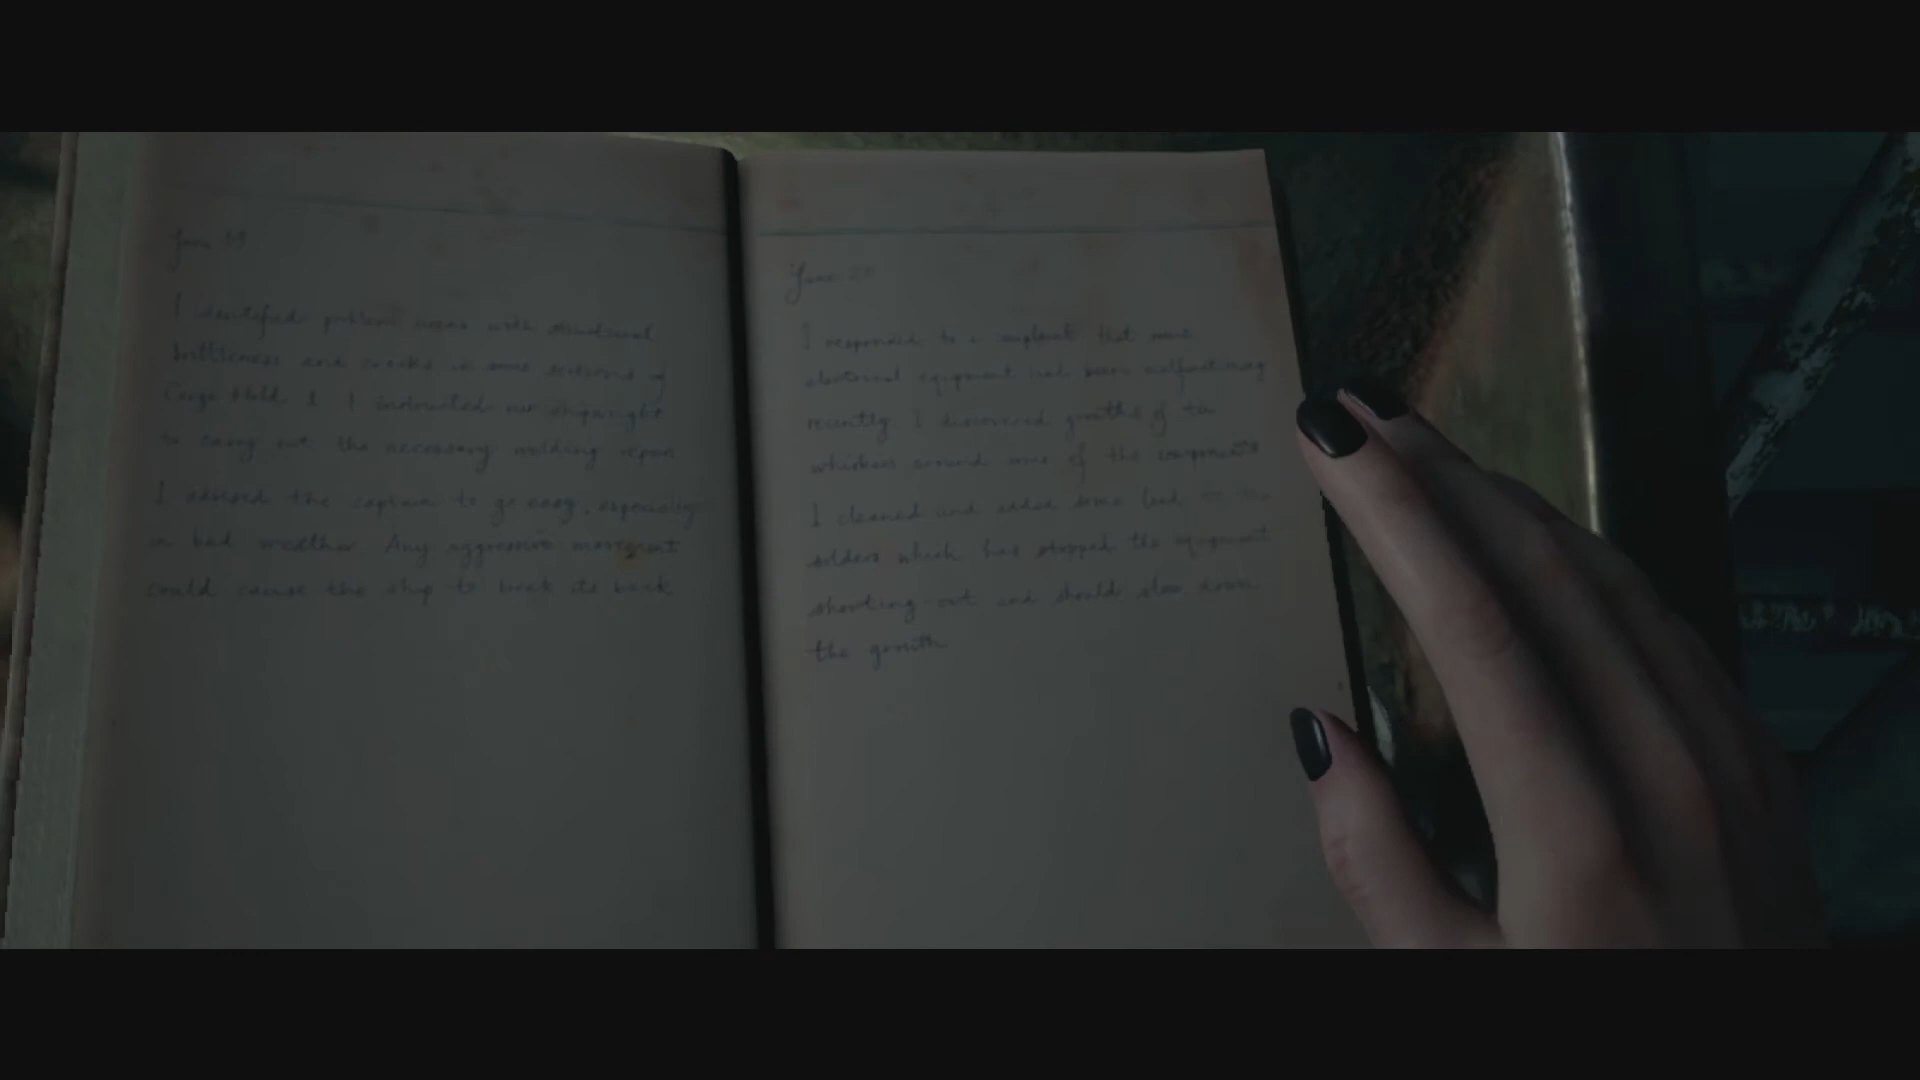 June
I identified problem areas with structural
brittleness and cracks in some sections of
Cargo Hold I instructed our shipwright
to carry out the necessary welding repair
I advised the captain to go easy, especially
in bad weather Any aggressive movement
could cause the ship to break its back
June
I responded to a complaint that some
electrical equipment had been malfunctioning
recently. I discovered growths of tin
whiskers around some of the components
I cleaned and added some lead to the
solders which has stopped the equipment
shorting out and should slow down
the growth